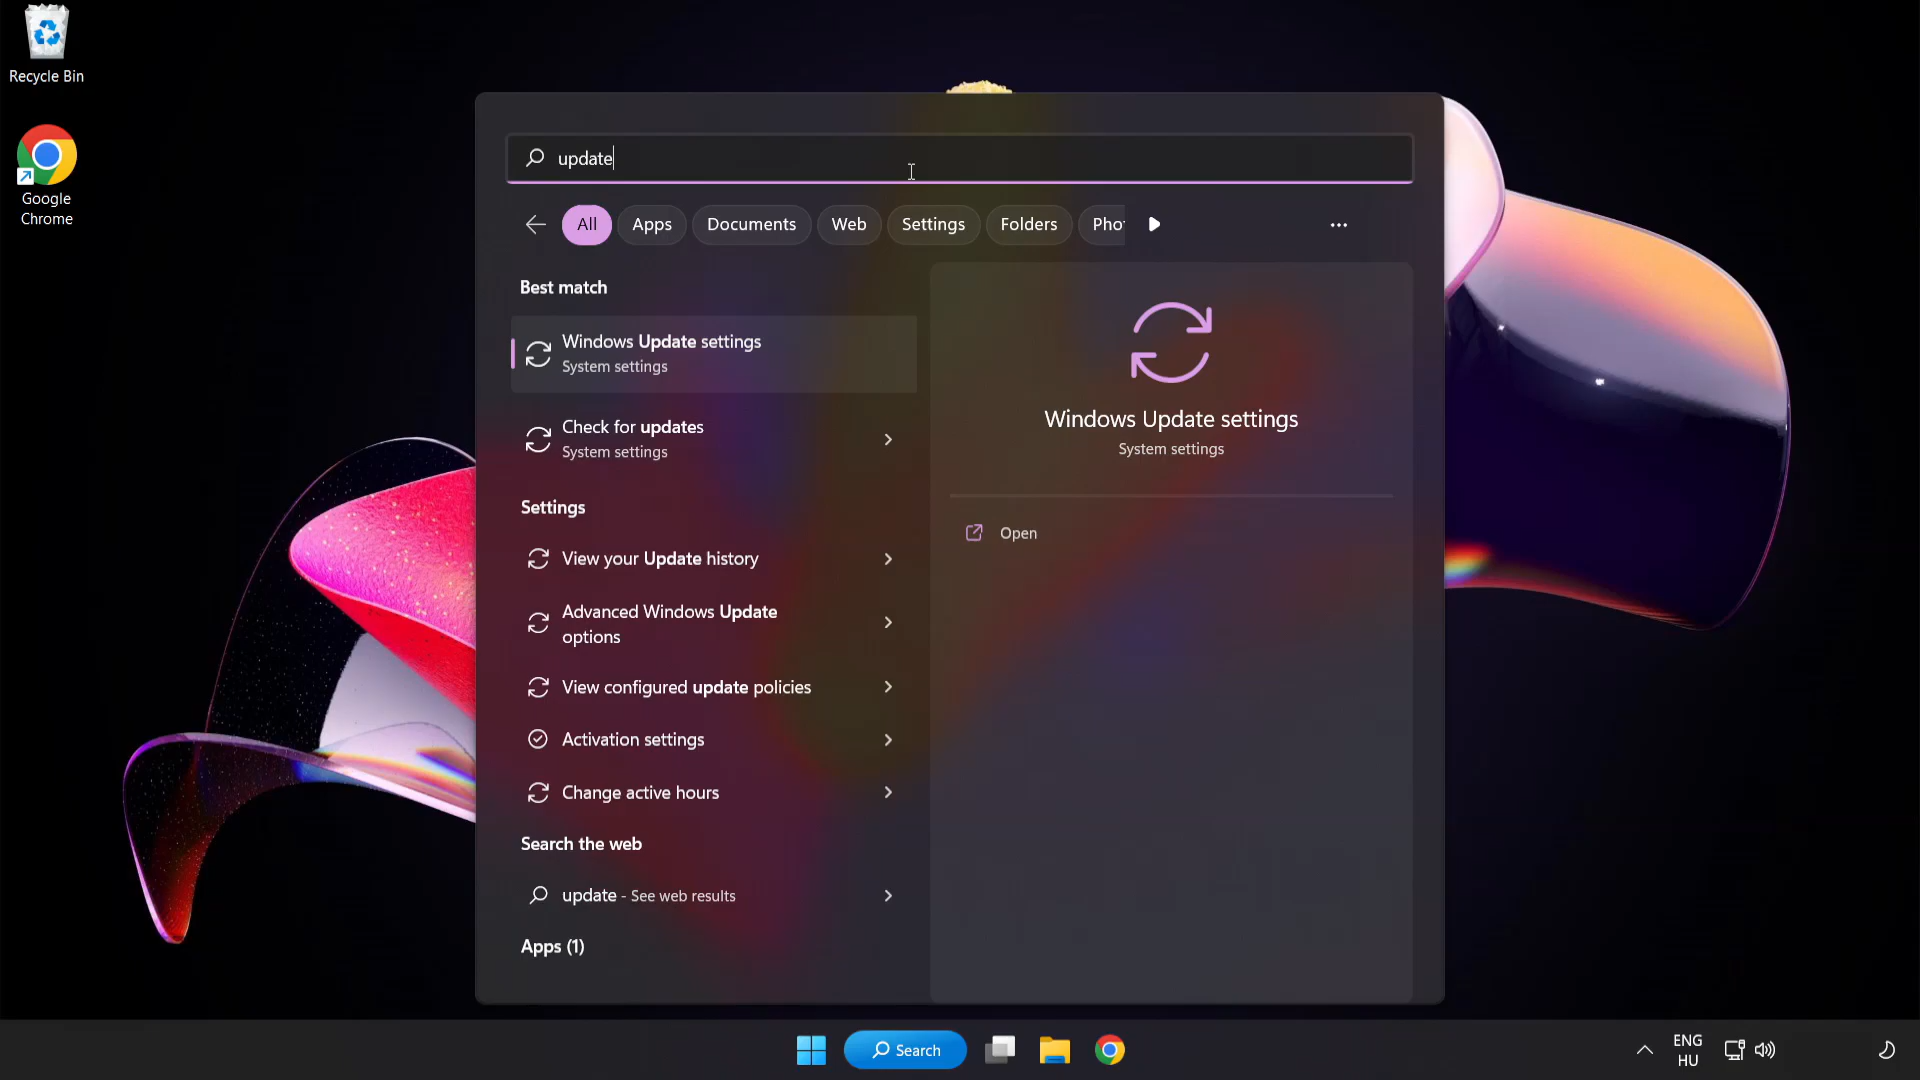 Recycle Bin
Google
Chrome
update
All
Apps
Documents
Web
Settings
Folders
Pho
Best match
Windows Update settings
System settings
Check for updates
System settings
Settings
View your Update history
Advanced Windows Update
options
View configured update policies
Activation settings
Change active hours
Search the web
update - See web results
Apps (1)
Windows Update settings
System settings
Open
Search
ENG
HU